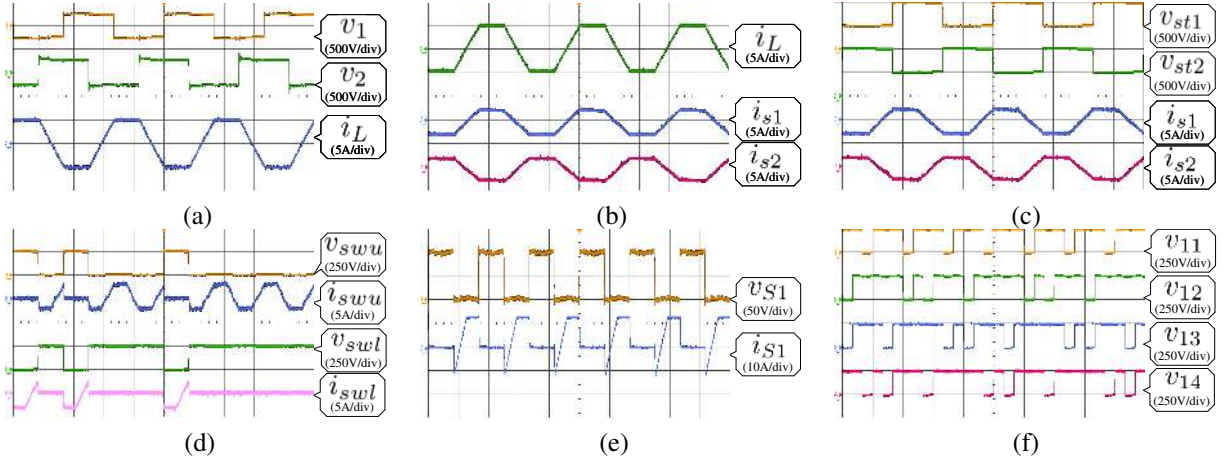 v1
(500V/div)
v2
(500V/div)
iL
(5A/div)
(a)
iL
(5A/div)
is1
(5A/div)
is2
(5A/div)
(b)
vst1
(500V/div)
vst2
(500V/div)
is1
(5A/div)
is2
(5A/div)
(c)
vswu
(250V/div)
iswu
(5A/div)
vswl
(250V/div)
iswl
(5A/div)
(d)
vS1
(50V/div)
iS1
(10A/div)
(e)
v11
(250V/div)
v12
(250V/div)
v13
(250V/div)
v14
(250V/div)
(f)